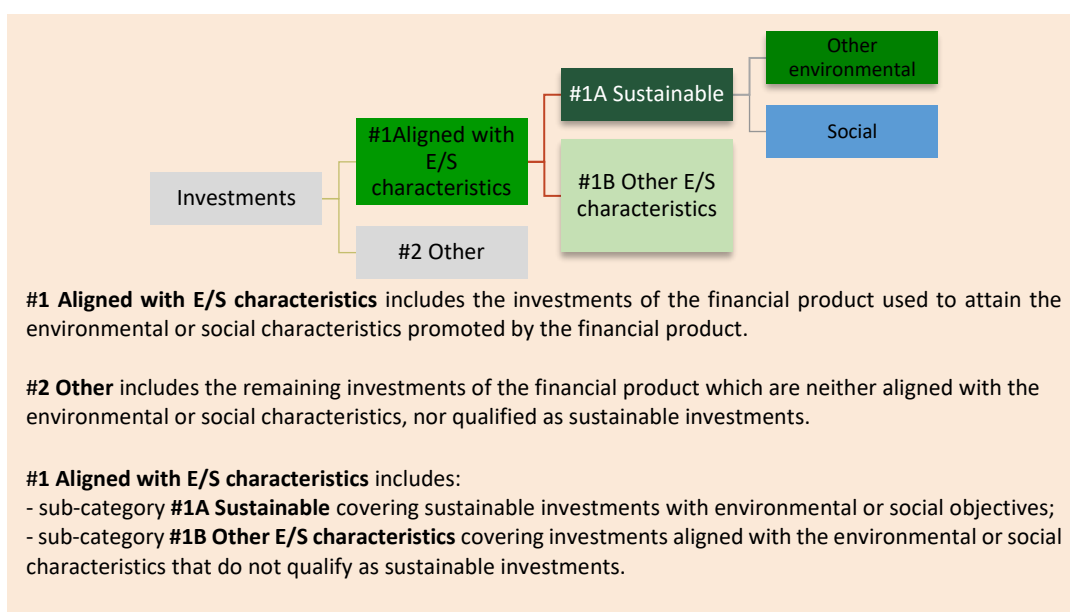 Other
environmental
#1A Sustainable
Social
#1Aligned with
E/S
characteristics
#1B Other E/S
characteristics
Investments
#2 Other
#1 Aligned with E/S characteristics includes the investments of the financial product used to attain the
environmental or social characteristics promoted by the financial product.
#2 Other includes the remaining investments of the financial product which are neither aligned with the
environmental or social characteristics, nor qualified as sustainable investments.
#1 Aligned with E/S characteristics includes:
- sub-category #1A Sustainable covering sustainable investments with environmental or social objectives;
- sub-category #1B Other E/S characteristics covering investments aligned with the environmental or social
characteristics that do not qualify as sustainable investments.